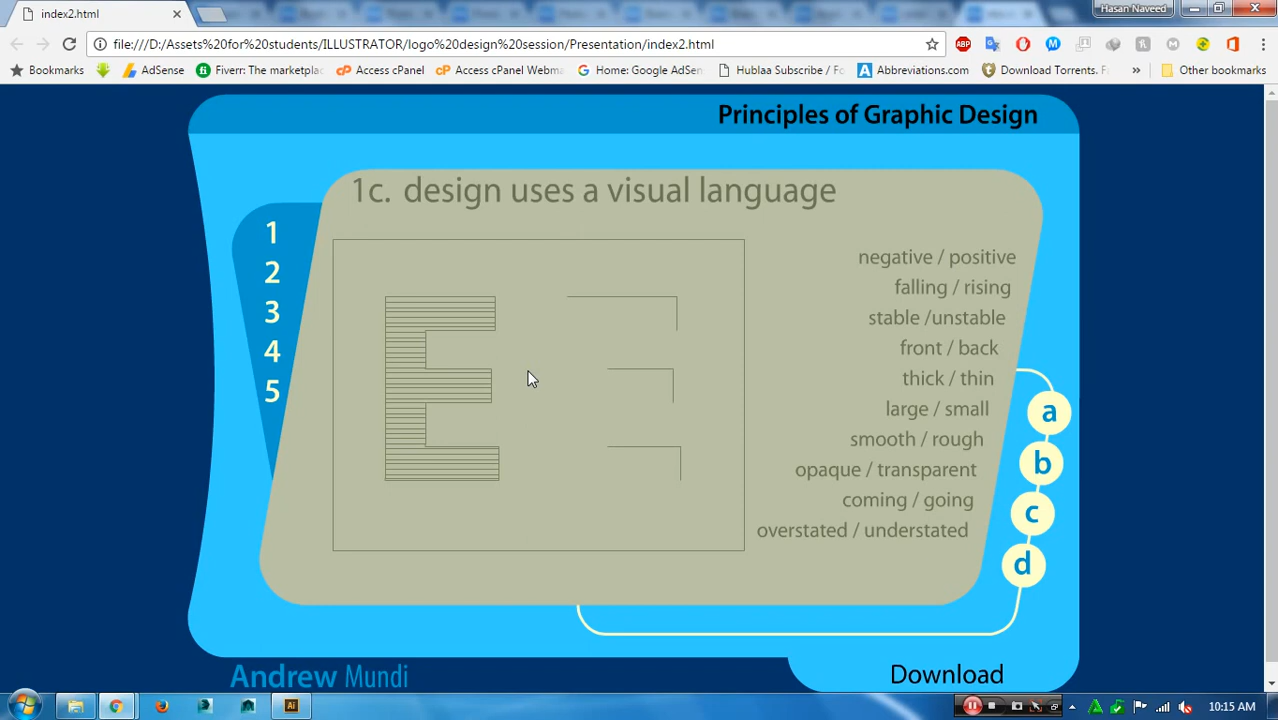 index2.html
Hasan Naveed
file:///D:/Assets%20for%20students/ILLUSTRATOR/logo%20design%20session/Presentation/index2.html
ABP
Bookmarks
AdSense
Fiverr: The marketplac
Access cPanel
Access cPanel Webma
Home: Google AdSen
Hublaa Subscribe / Fo
Abbreviations.com
Download Torrents. Fa
»
Other bookmarks
Principles of Graphic Design
1c. design uses a visual language
1
2
3
4
5
negative / positive
falling / rising
stable /unstable
front / back
thick / thin
large / small
smooth / rough
opaque / transparent
coming / going
overstated / understated
a
b
c
d
Andrew Mundi
Download
Ai
10:15 AM